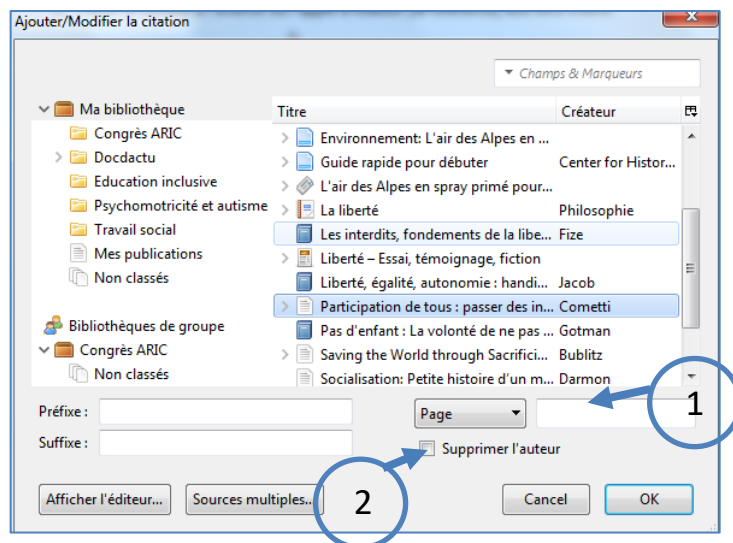 Ajouter/Modifier la citation
Champs & Marqueurs
Ma bibliothèque
Congrès ARIC
Docdactu
Education inclusive
Psychomotricité et autisme
Travail social
Mes publications
Non classés
Bibliothèques de groupe
Congrès ARIC
Non classés
Titre Créateur
Environnement: L'air des Alpes en ...
Guide rapide pour débuter Center for Histor...
L'air des Alpes en spray primé pour...
La liberté Philosophie
Les interdits, fondements de la libe... Fize
Liberté – Essai, témoignage, fiction
Liberté, égalité, autonomie : handi... Jacob
Participation de tous : passer des in... Cometti
Pas d'enfant : La volonté de ne pas ... Gotman
Saving the World through Sacrifici... Bublitz
Socialisation: Petite histoire d'un m... Darmon
Préfixe :
Page
1
Suffixe :
Supprimer l'auteur
Afficher l'éditeur...
Sources multiples...
2
Cancel
OK